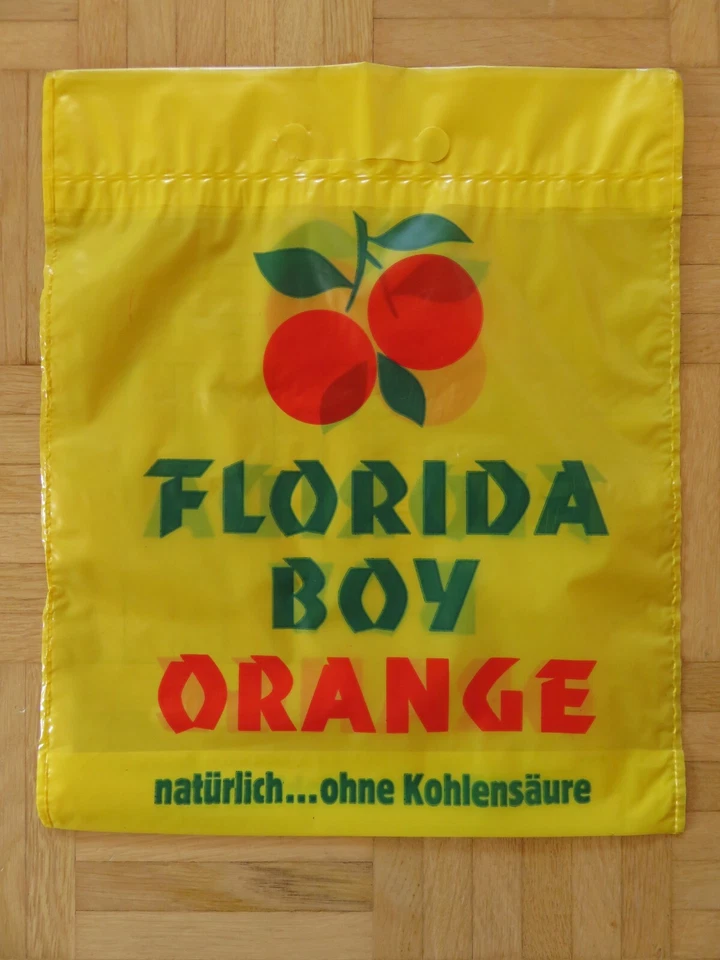 FLORIDA
BOY
ORANGE
natürlich...ohne Kohlensäure